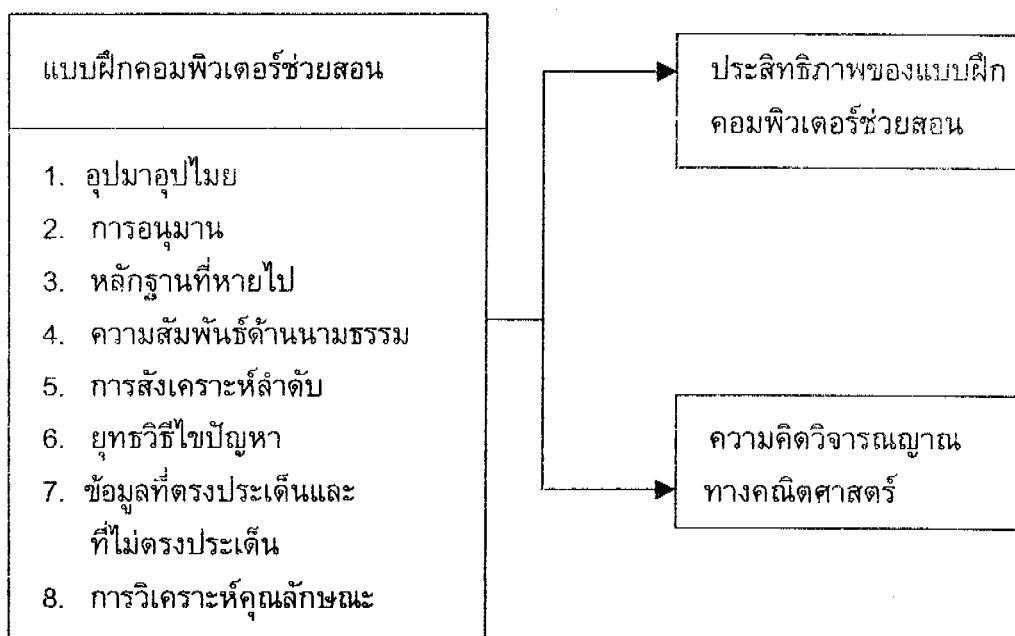 แบบฝึกคอมพิวเตอร์ช่วยสอน
1. อุปมาอุปไมย
2. การอนุมาน
3. หลักฐานที่หายไป
4. ความสัมพันธ์ด้านนามธรรม
5. การสังเคราะห์ลำดับ
6. ยุทธวิธีไขปัญหา
7. ข้อมูลที่ตรงประเด็นและ
ที่ไม่ตรงประเด็น
8. การวิเคราะห์คุณลักษณะ
ประสิทธิภาพของแบบฝึก
คอมพิวเตอร์ช่วยสอน
ความคิดวิจารณญาณ
ทางคณิตศาสตร์